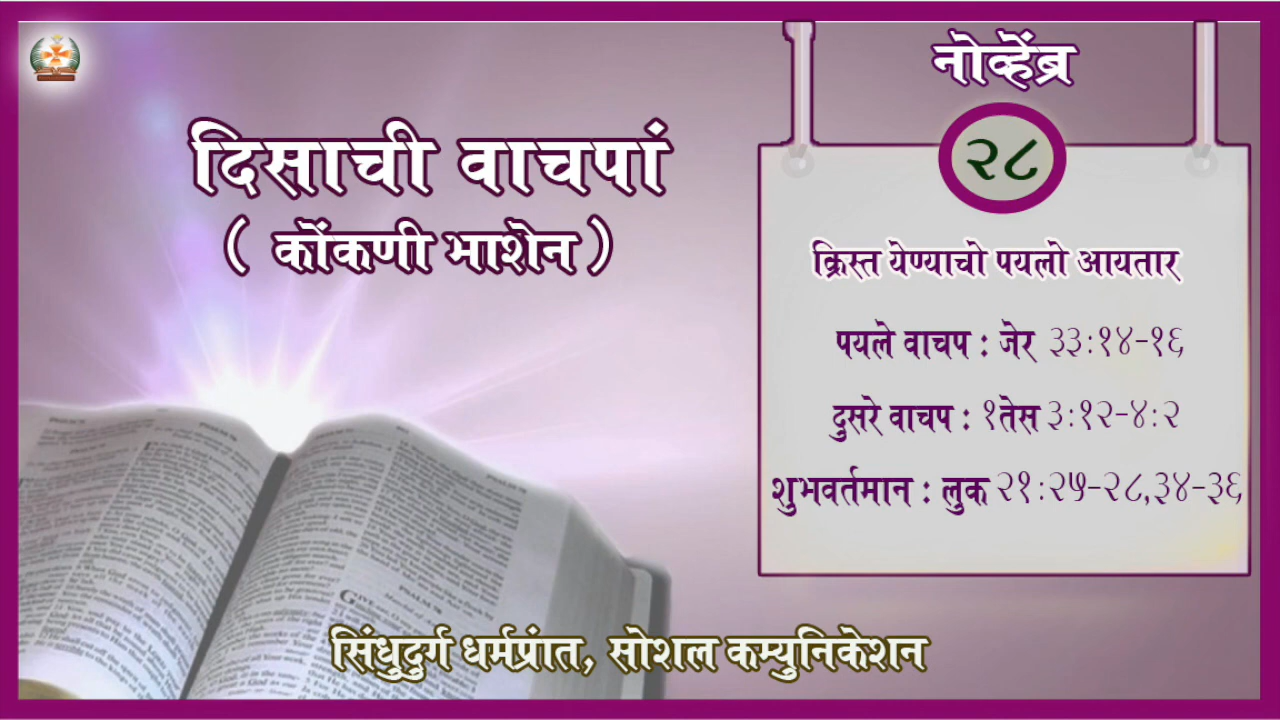 दिसाची वाचपां
( कोंकणी भाशेन )
नोव्हेंब्र
२८
क्रिस्त येण्याचो पयलो आयतार
पयले वाचप : जेर ३३:१४-१६
दुसरे वाचप : १तेस ३:१२-४:२
शुभवर्तमान : लुक २१:२५-२८,३४-३६
सिंधुदुर्ग धर्मप्रांत, सोशल कम्युनिकेशन